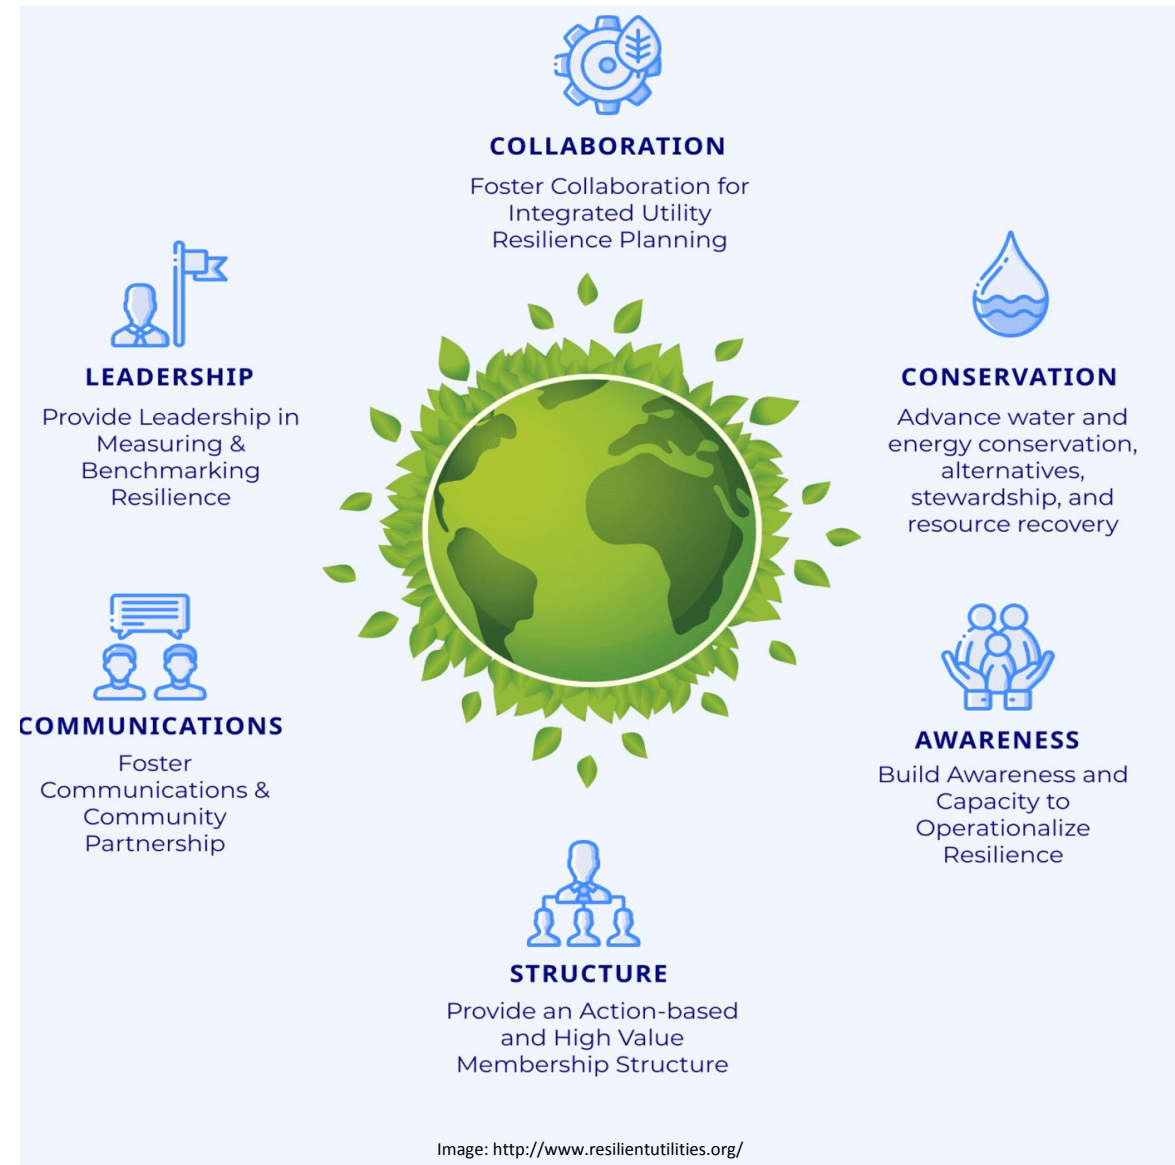 COLLABORATION
Foster Collaboration for
Integrated Utility
Resilience Planning
LEADERSHIP
Provide Leadership in
Measuring &
Benchmarking
Resilience
CONSERVATION
Advance water and
energy conservation,
alternatives,
stewardship, and
resource recovery
COMMUNICATIONS
Foster
Communications &
Community
Partnership
AWARENESS
Build Awareness and
Capacity to
Operationalize
Resilience
STRUCTURE
Provide an Action-based
and High Value
Membership Structure
Image: http://www.resilientutilities.org/